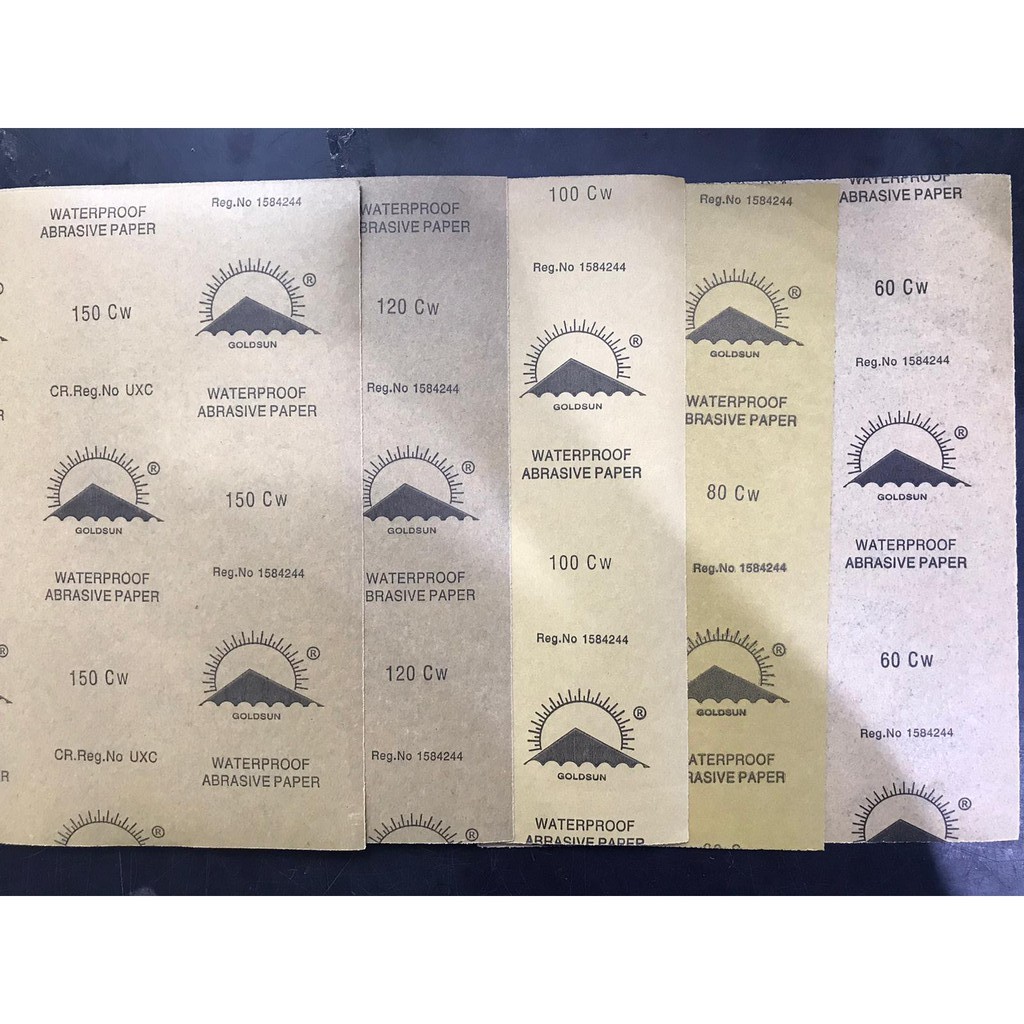 WATERPROOF
ABRASIVE PAPER
150 Cw
CR.Reg.No UXC
®
GOLDSUN
WATERPROOF
ABRASIVE PAPER
150 Cw
CR.Reg.No UXC
®
Reg.No 1584244
®
GOLDSUN
WATERPROOF
ABRASIVE PAPER
150 Cw
Reg.No 1584244
®
GOLDSUN
WATERPROOF
ABRASIVE PAPER
WATERPROOF
BRASIVE PAPER
120 Cw
Reg.No 1584244
®
GOLDSUN
WATERPROOF
BRASIVE PAPER
120 Cw
Reg.No 1584244
®
100 Cw
Reg.No 1584244
®
GOLDSUN
WATERPROOF
ABRASIVE PAPER
100 Cw
Reg.No 1584244
®
GOLDSUN
WATERPROOF
ABRASIVE PAPER
Reg.No 1584244
®
GOLDSUN
WATERPROOF
BRASIVE PAPER
80 Cw
Reg.No 1584244
®
GOLDSUN
ATERPROOF
RASIVE PAPER
WATERPROOF
ABRASIVE PAPER
60 Cw
Reg.No 1584244
®
GOLDSUN
WATERPROOF
ABRASIVE PAPER
60 Cw
Reg.No 1584244
®